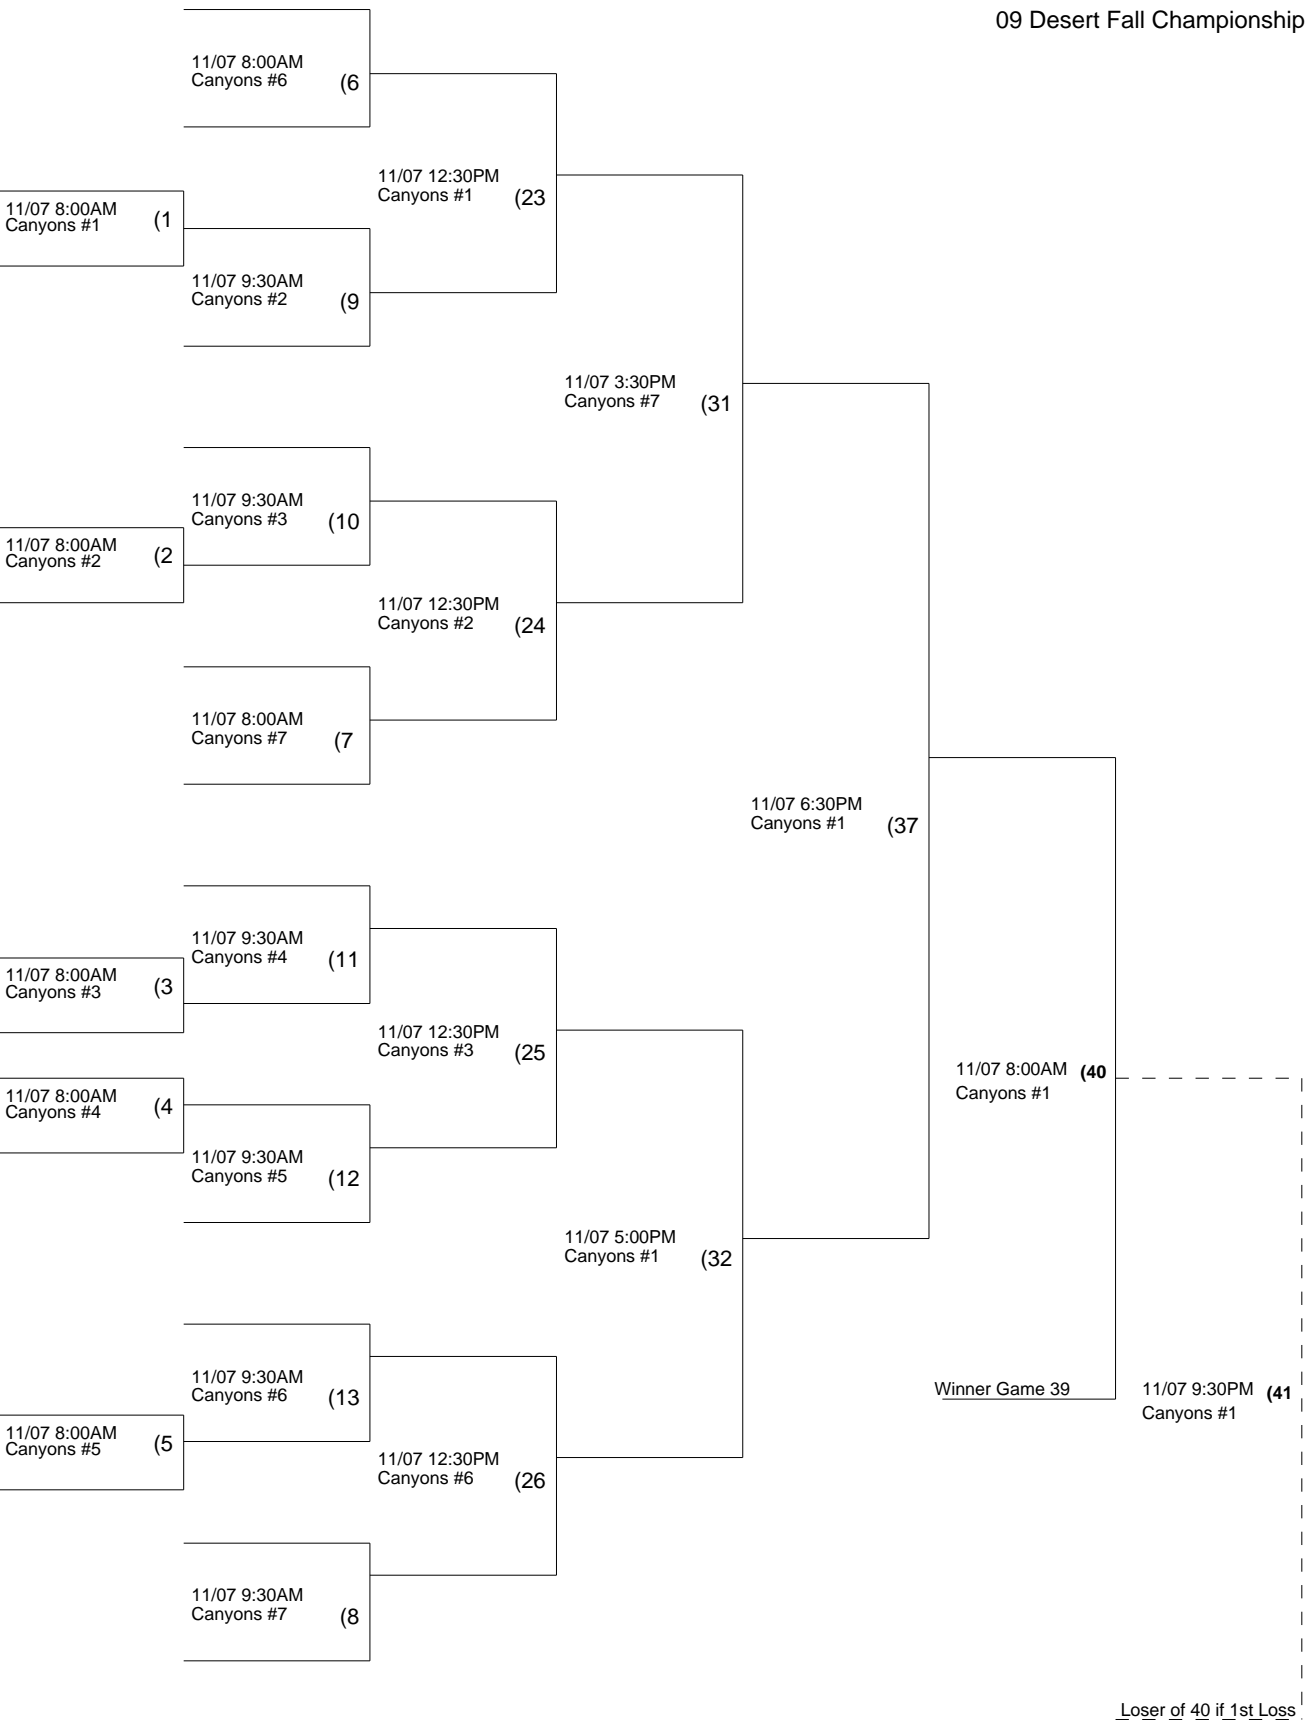 09 Desert Fall Championship
11/07 8:00AM
Canyons #6
(6
11/07 12:30PM
Canyons #1
(23
11/07 8:00AM
Canyons #1
(1
11/07 9:30AM
Canyons #2
(9
11/07 3:30PM
Canyons #7
(31
11/07 9:30AM
Canyons #3
(10
11/07 8:00AM
Canyons #2
(2
11/07 12:30PM
Canyons #2
(24
11/07 8:00AM
Canyons #7
(7
11/07 6:30PM
Canyons #1
(37
11/07 9:30AM
Canyons #4
(11
11/07 8:00AM
Canyons #3
(3
11/07 12:30PM
Canyons #3
(25
11/07 8:00AM
Canyons #1
(40
11/07 8:00AM
Canyons #4
(4
11/07 9:30AM
Canyons #5
(12
11/07 5:00PM
Canyons #1
(32
11/07 9:30AM
Canyons #6
(13
Winner Game 39
11/07 9:30PM
Canyons #1
(41
11/07 8:00AM
Canyons #5
(5
11/07 12:30PM
Canyons #6
(26
11/07 9:30AM
Canyons #7
(8
Loser of 40 if 1st Loss